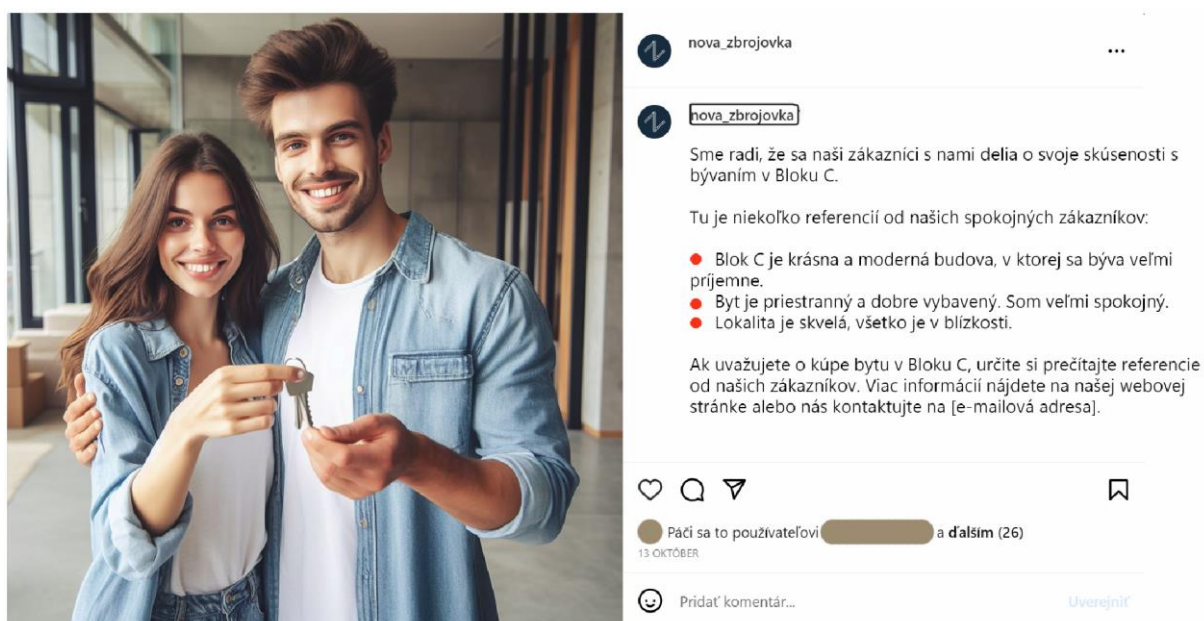 nova_zbrojovka
nova_zbrojovka
Sme radi, že sa naši zákazníci s nami delia o svoje skúsenosti s
bývaním v Bloku C.
Tu je niekoľko referencií od našich spokojných zákazníkov:
Blok C je krásna a moderná budova, v ktorej sa býva veľmi
príjemne.
Byt je priestranný a dobre vybavený. Som veľmi spokojný.
Lokalita je skvelá, všetko je v blízkosti.
Ak uvažujete o kúpe bytu v Bloku C, určite si prečítajte referencie
od našich zákazníkov. Viac informácií nájdete na našej webovej
stránke alebo nás kontaktujte na [e-mailová adresa].
Páči sa to používateľovi a ďalším (26)
13 OKTÓBER
Pridať komentár... Uverejniť